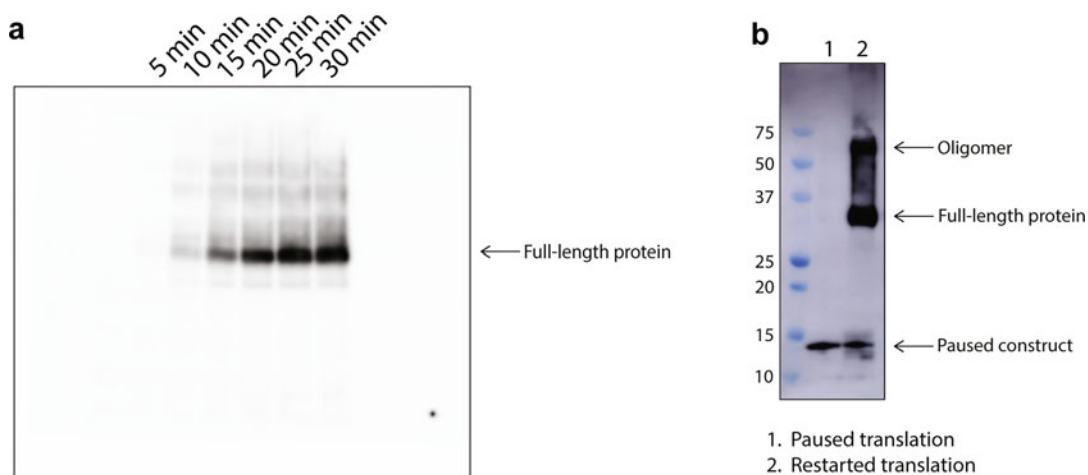 a
5 min
10 min
15 min
20 min
25 min
30 min
Full-length protein
b
1 2
75
50
37
25
20
15
10
Oligomer
Full-length protein
Paused construct
1. Paused translation
2. Restarted translation